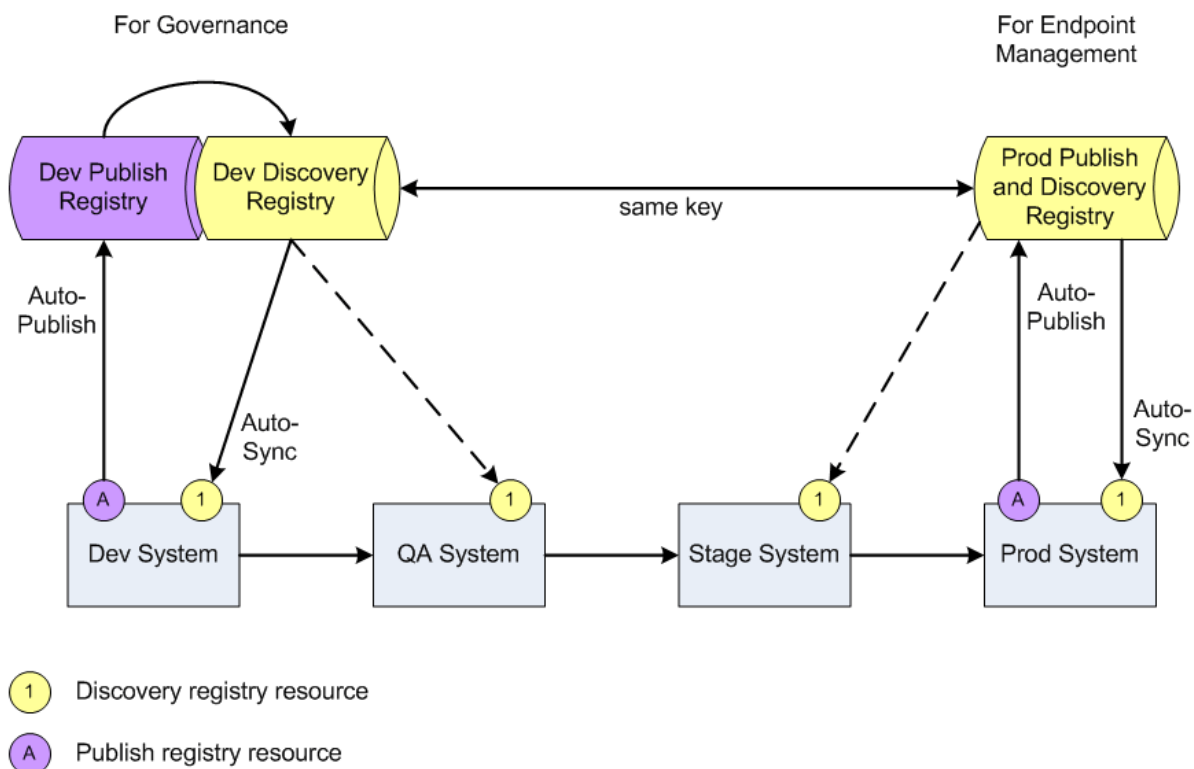 For Governance
For Endpoint
Management
Dev Publish
Registry
Dev Discovery
Registry
Prod Publish
and Discovery
Registry
same key
Auto-
Publish
Auto-
Sync
Auto-
Publish
Auto-
Sync
A
1
1
1
A
1
Dev System
QA System
Stage System
Prod System
1
Discovery registry resource
A
Publish registry resource